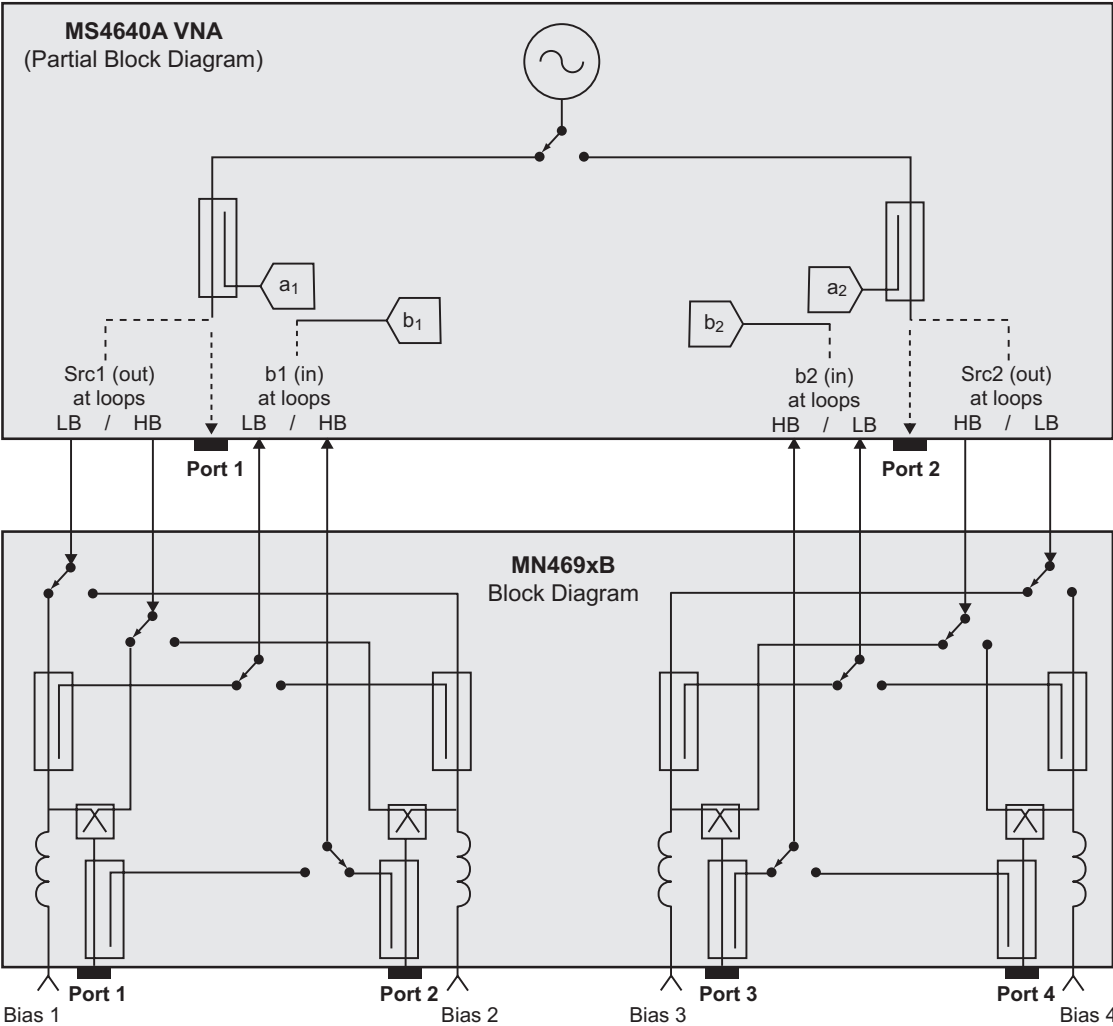 MS4640A VNA
(Partial Block Diagram)
a1
a2
b1
b2
Src1 (out)
at loops
LB / HB
b1 (in)
at loops
LB / HB
b2 (in)
at loops
HB / LB
Src2 (out)
at loops
HB / LB
Port 1
Port 2
MN469xB
Block Diagram
Port 1
Port 2
Port 3
Port 4
Bias 1
Bias 2
Bias 3
Bias 4